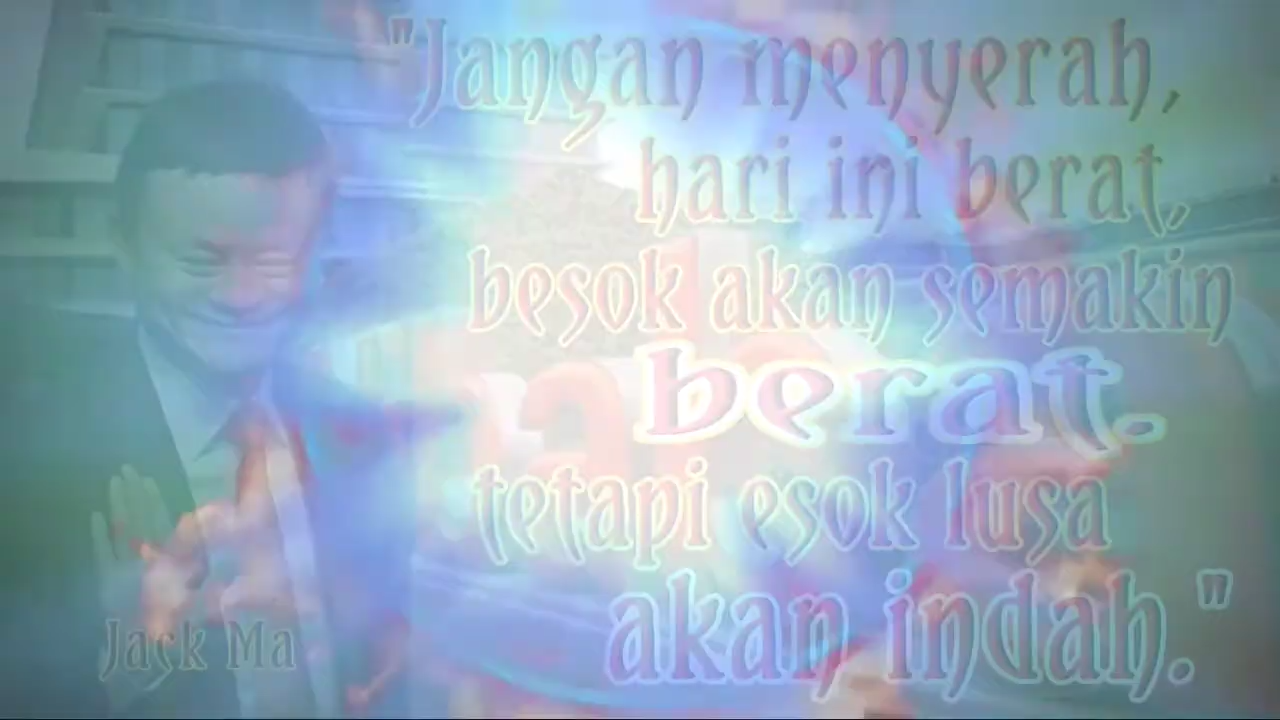 "Jangan menyerah,
hari ini berat,
besok akan semakin
berat.
tetapi esok lusa
akan indah."
Jack Ma